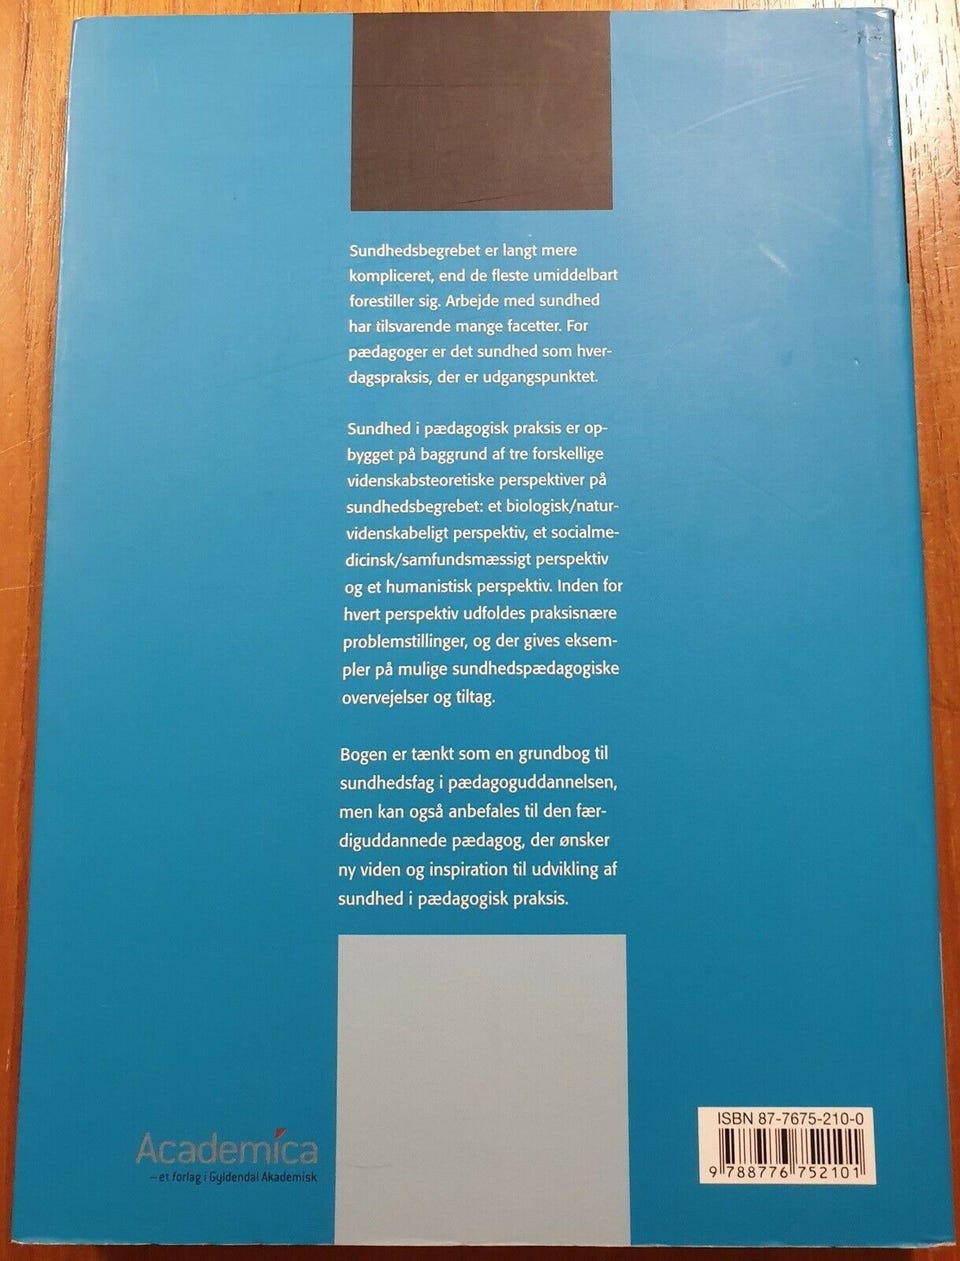 Sundhedsbegrebet er langt mere
kompliceret, end de fleste umiddelbart
forestiller sig. Arbejde med sundhed
har tilsvarende mange facetter. For
pædagoger er det sundhed som hver-
dagspraksis, der er udgangspunktet.
Sundhed i pædagogisk praksis er op-
bygget på baggrund af tre forskellige
videnskabsteoretiske perspektiver på
sundhedsbegrebet: et biologisk/natur-
videnskabeligt perspektiv, et socialme-
dicinsk/samfundsmæssigt perspektiv
og et humanistisk perspektiv. Inden for
hvert perspektiv udfoldes praksisnære
problemstillinger, og der gives eksem-
pler på mulige sundhedspædagogiske
overvejelser og tiltag.
Bogen er tænkt som en grundbog til
sundhedsfag i pædagoguddannelsen,
men kan også anbefales til den fær-
diguddannede pædagog, der ønsker
ny viden og inspiration til udvikling af
sundhed i pædagogisk praksis.
Academica
– et forlag i Gyldendal Akademisk
ISBN 87-7675-210-0
9 788776 752101